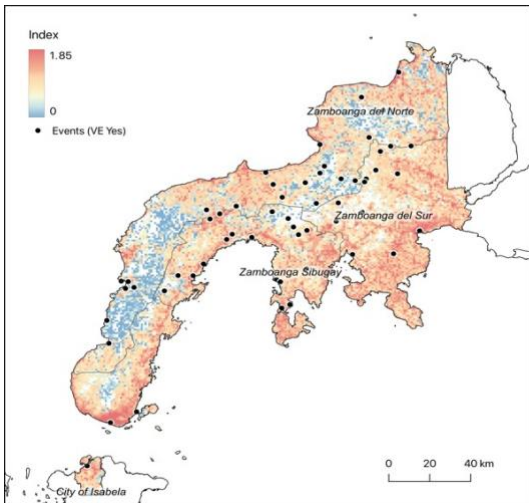 Index
1.85
0
Events (VE Yes)
Zamboanga del Norte
Zamboanga del Sur
Zamboanga Sibugay
City of Isabela
0 20 40 km